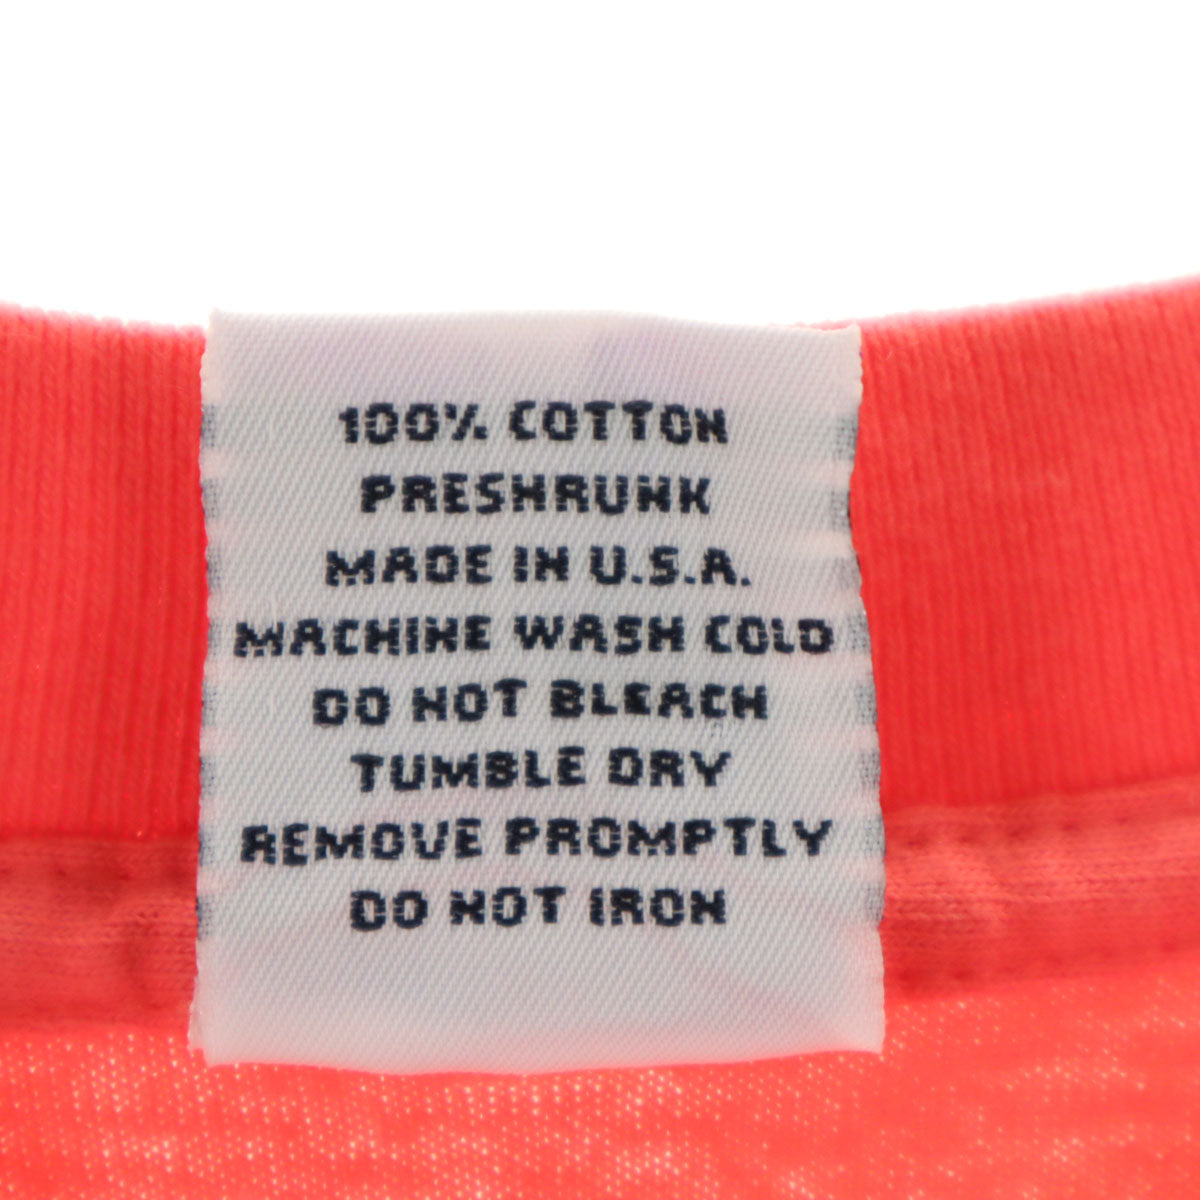 100% COTTON
PRESHRUNK
MADE IN U.S.A.
MACHINE WASH COLD
DO NOT BLEACH
TUMBLE DRY
REMOVE PROMPTLY
DO NOT IRON